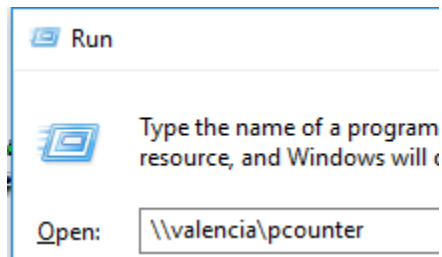 Run
Type the name of a program
resource, and Windows will
Open:
\\valencia\pcounter